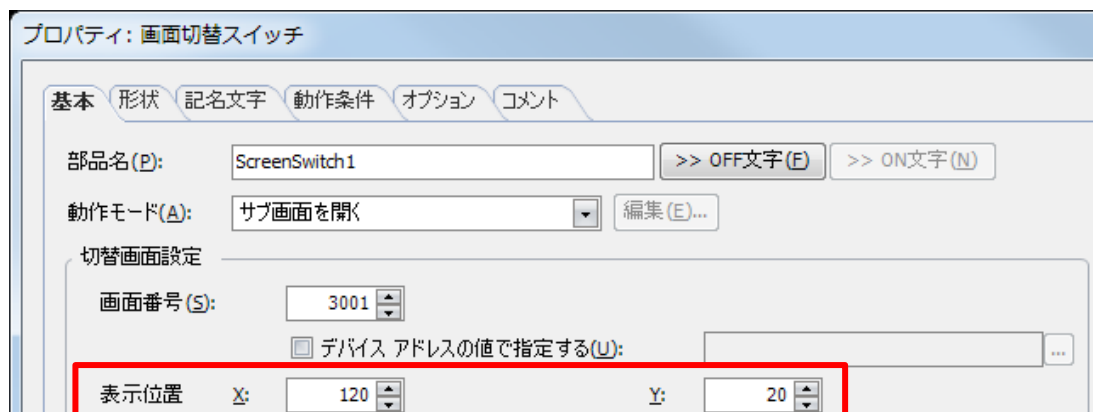 プロパティ: 画面切替スイッチ
基本 形状 記名文字 動作条件 オプション コメント
部品名(P): ScreenSwitch1 >> OFF文字(F) >> ON文字(N)
動作モード(A): サブ画面を開く 編集(E)...
切替画面設定
画面番号(S): 3001
デバイス アドレスの値で指定する(U): ...
表示位置 X: 120 Y: 20